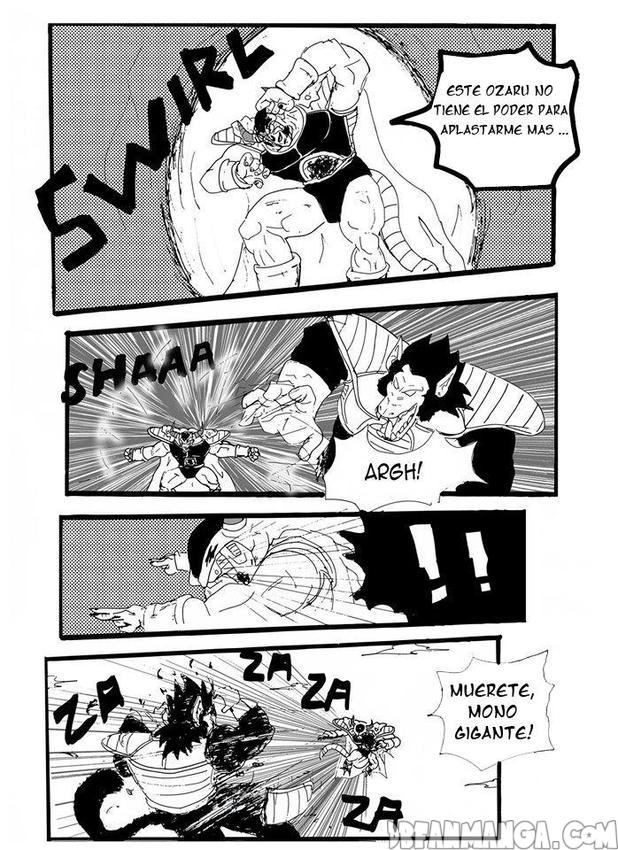 SWIRL
ESTE OZARU NO
TIENE EL PODER PARA
APLASTARME MAS ...
SHAAA
ARGH!
!!
ZA
ZA
ZA
ZA
MUERETE,
MONO
GIGANTE!
DBFANMANGA.COM